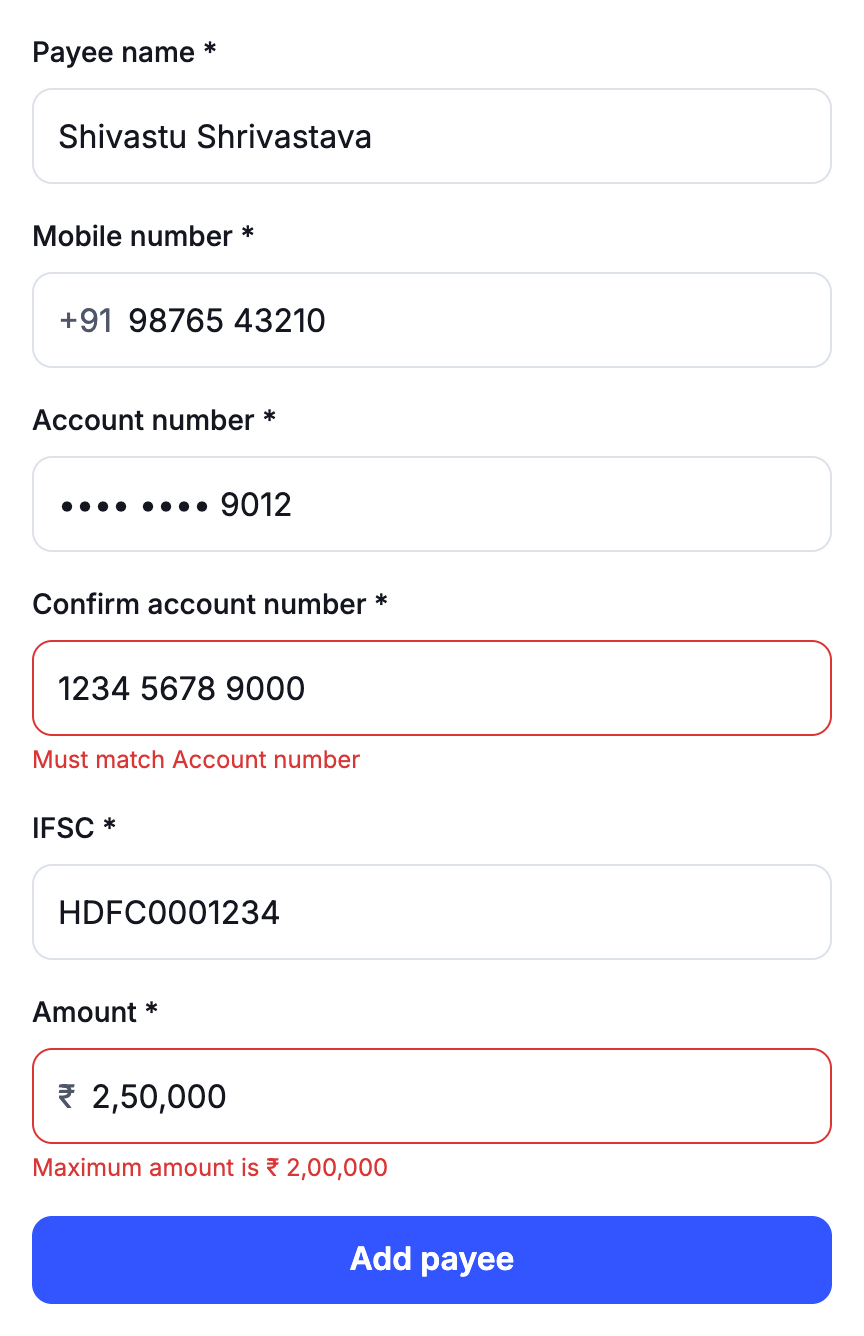 Payee name *
Shivastu Shrivastava
Mobile number *
+91 98765 43210
Account number *
•••• •••• 9012
Confirm account number *
1234 5678 9000
Must match Account number
IFSC *
HDFC0001234
Amount *
₹ 2,50,000
Maximum amount is ₹ 2,00,000
Add payee